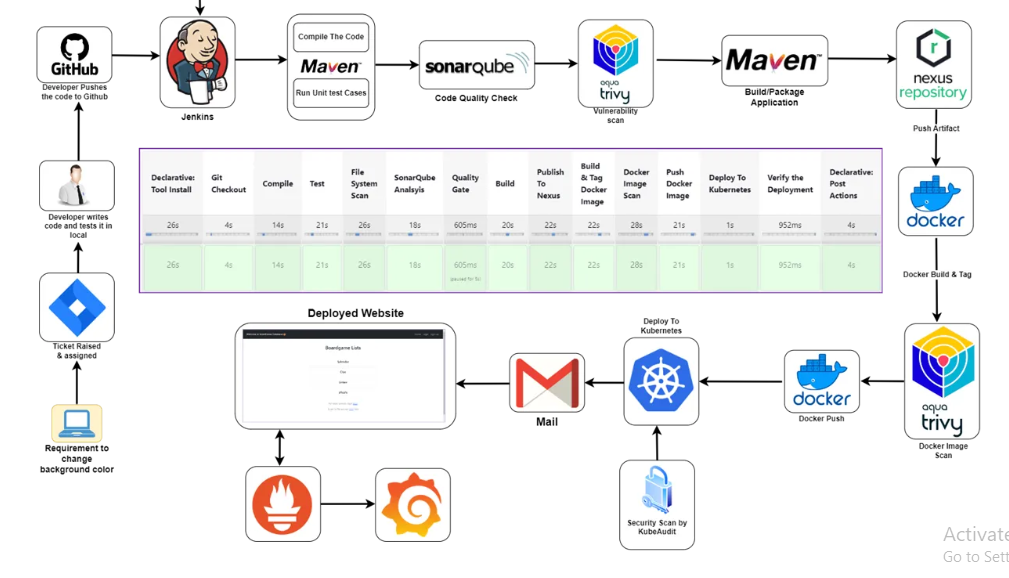 GitHub
Developer Pushes
the code to Github
Jenkins
Compile The Code
Maven™
Run Unit test Cases
sonarqube
Code Quality Check
aqua
trivy
Vulnerability
scan
Maven™
Build/Package
Application
nexus
repository
Push Artifact
docker
Docker Build & Tag
aqua
trivy
Docker Image
Scan
docker
Docker Push
Deploy To
Kubernetes
Security Scan by
KubeAudit
Mail
Deployed Website
Boardgame Lists
Developer writes
code and tests it in
local
Ticket Raised
& assigned
Requirement to
change
background color
Declarative:
Tool Install
Git
Checkout
Compile
Test
File
System
Scan
SonarQube
Analsyis
Quality
Gate
Build
Publish
To
Nexus
Build
& Tag
Docker
Image
Docker
Image
Scan
Push
Docker
Image
Deploy To
Kubernetes
Verify the
Deployment
Declarative:
Post
Actions
26s 4s 14s 21s 26s 18s 605ms 20s 22s 22s 28s 21s 1s 952ms 4s
26s 4s 14s 21s 26s 18s 605ms 20s 22s 22s 28s 21s 1s 952ms 4s
Activate
Go to Sett